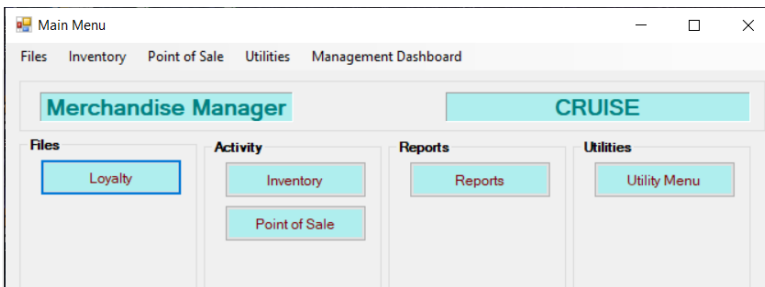 Main Menu
Files Inventory Point of Sale Utilities Management Dashboard
Merchandise Manager CRUISE
Files Activity Reports Utilities
Loyalty Inventory Reports Utility Menu
Point of Sale